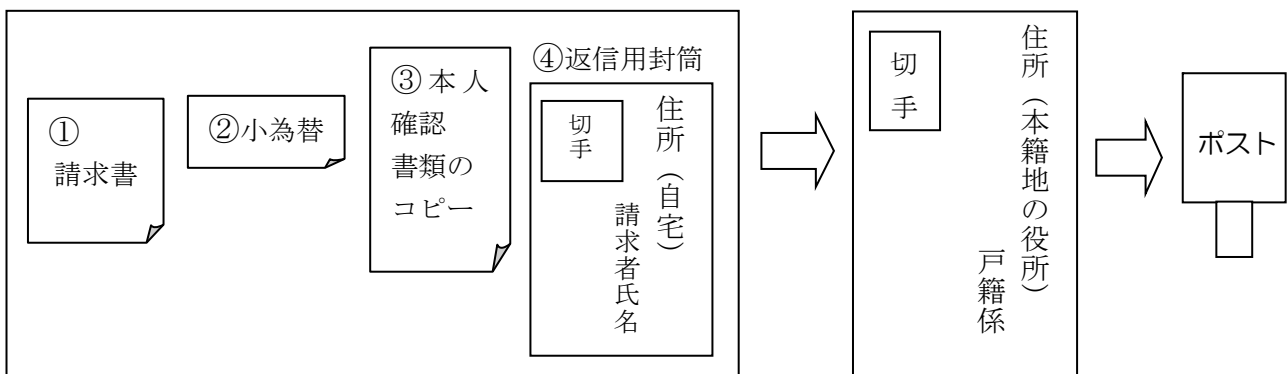 ①
請求書
②小為替
③本人
確認
書類の
コピー
④返信用封筒
切
手
住所（自宅）
請求者氏名
切
手
住所（本籍地の役所）
戸籍係
ポスト